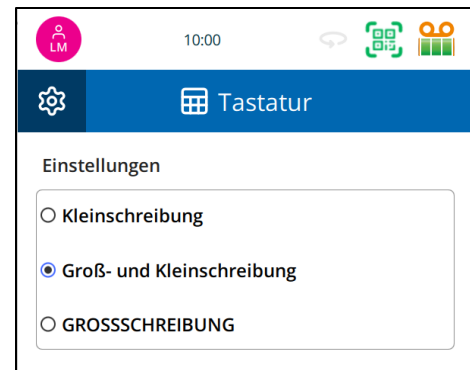 LM
10:00
Tastatur
Einstellungen
Kleinschreibung
Groß- und Kleinschreibung
GROSSSCHREIBUNG